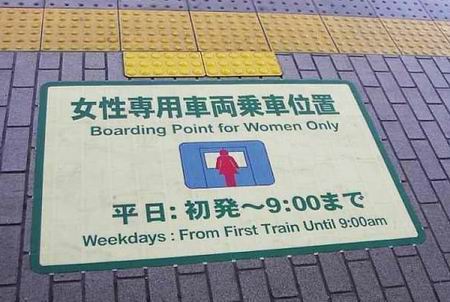 女性専用車両乗車位置
Boarding Point for Women Only
平日：初発～9:00まで
Weekdays : From First Train Until 9:00am